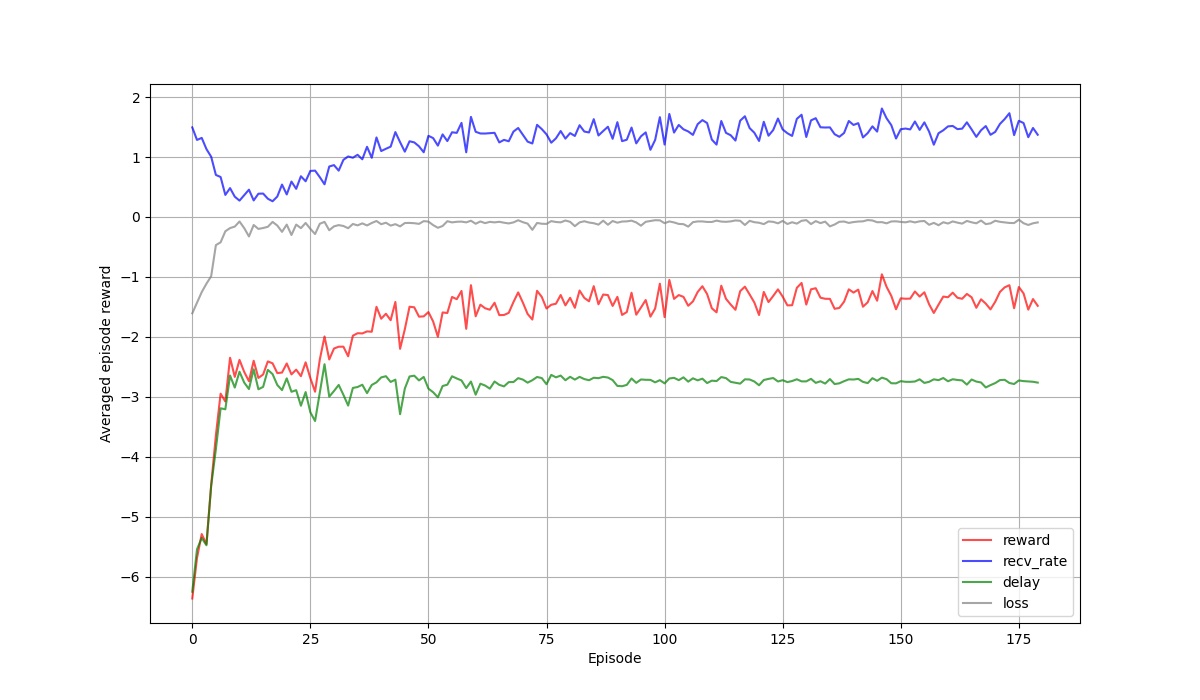 2
1
0
−1
−2
−3
−4
−5
−6
Averaged episode reward
0 25 50 75 100 125 150 175
Episode
reward
recv_rate
delay
loss